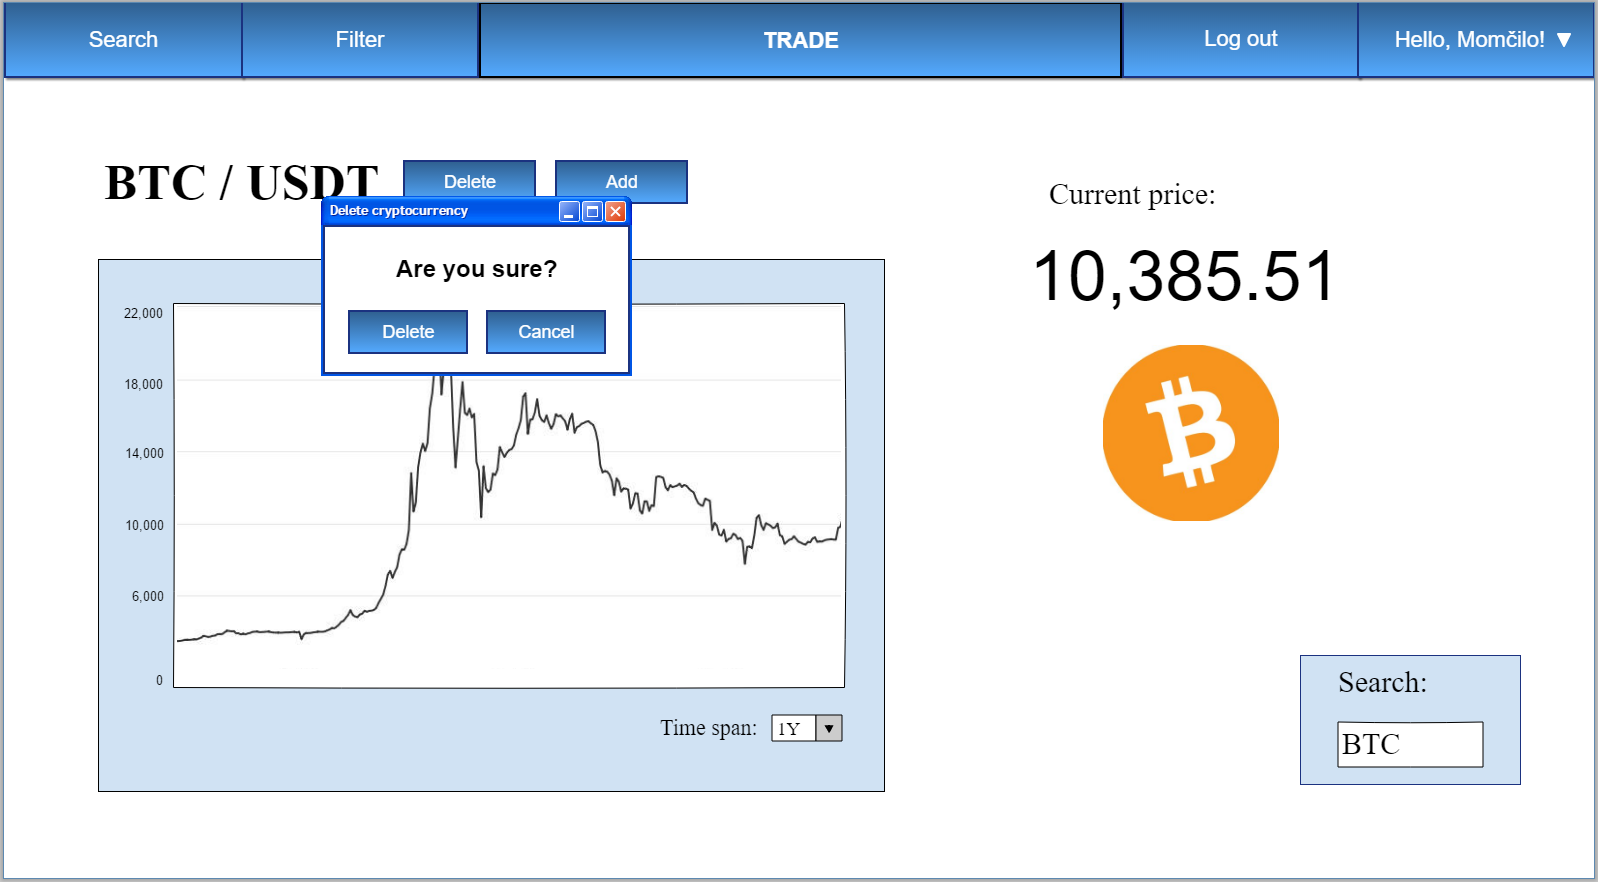 Search
Filter
TRADE
Log out
Hello, Momčilo! ▼
BTC / USDT
Delete
Add
Current price:
10,385.51
Delete cryptocurrency
Are you sure?
Delete
Cancel
22,000
18,000
14,000
10,000
6,000
0
Time span:
1Y
Search:
BTC